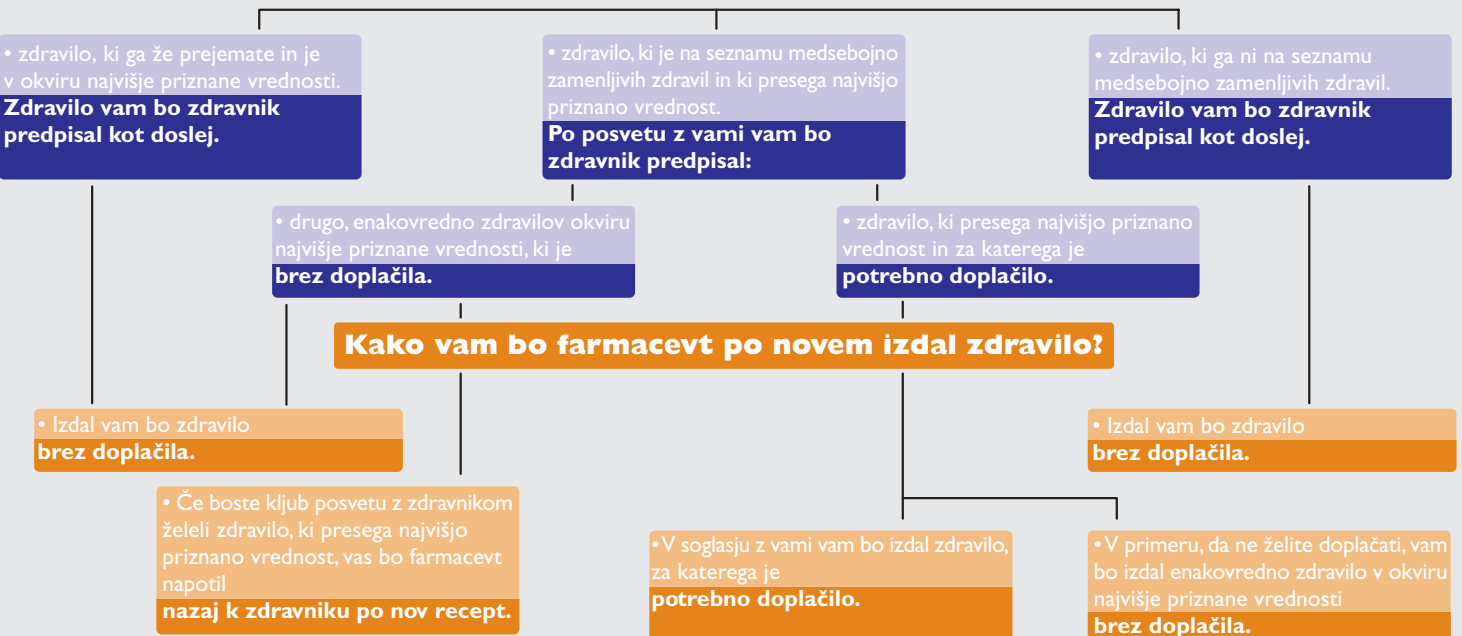 • zdravilo, ki ga že prejemate in je
v okviru najvišje priznane vrednosti.
Zdravilo vam bo zdravnik
predpisal kot doslej.
• zdravilo, ki je na seznamu medsebojno
zamenljivih zdravil in ki presega najvišjo
priznano vrednost.
Po posvetu z vami vam bo
zdravnik predpisal:
• zdravilo, ki ga ni na seznamu
medsebojno zamenljivih zdravil.
Zdravilo vam bo zdravnik
predpisal kot doslej.
• drugo, enakovredno zdravilov okviru
najvišje priznane vrednosti, ki je
brez doplačila.
• zdravilo, ki presega najvišjo priznano
vrednost in za katerega je
potrebno doplačilo.
Kako vam bo farmacevt po novem izdal zdravilo?
• Izdal vam bo zdravilo
brez doplačila.
• Izdal vam bo zdravilo
brez doplačila.
• Če boste kljub posvetu z zdravnikom
želeli zdravilo, ki presega najvišjo
priznano vrednost, vas bo farmacevt
napotil
nazaj k zdravniku po nov recept.
• V soglasju z vami vam bo izdal zdravilo,
za katerega je
potrebno doplačilo.
• V primeru, da ne želite doplačati, vam
bo izdal enakovredno zdravilo v okviru
najvišje priznane vrednosti
brez doplačila.